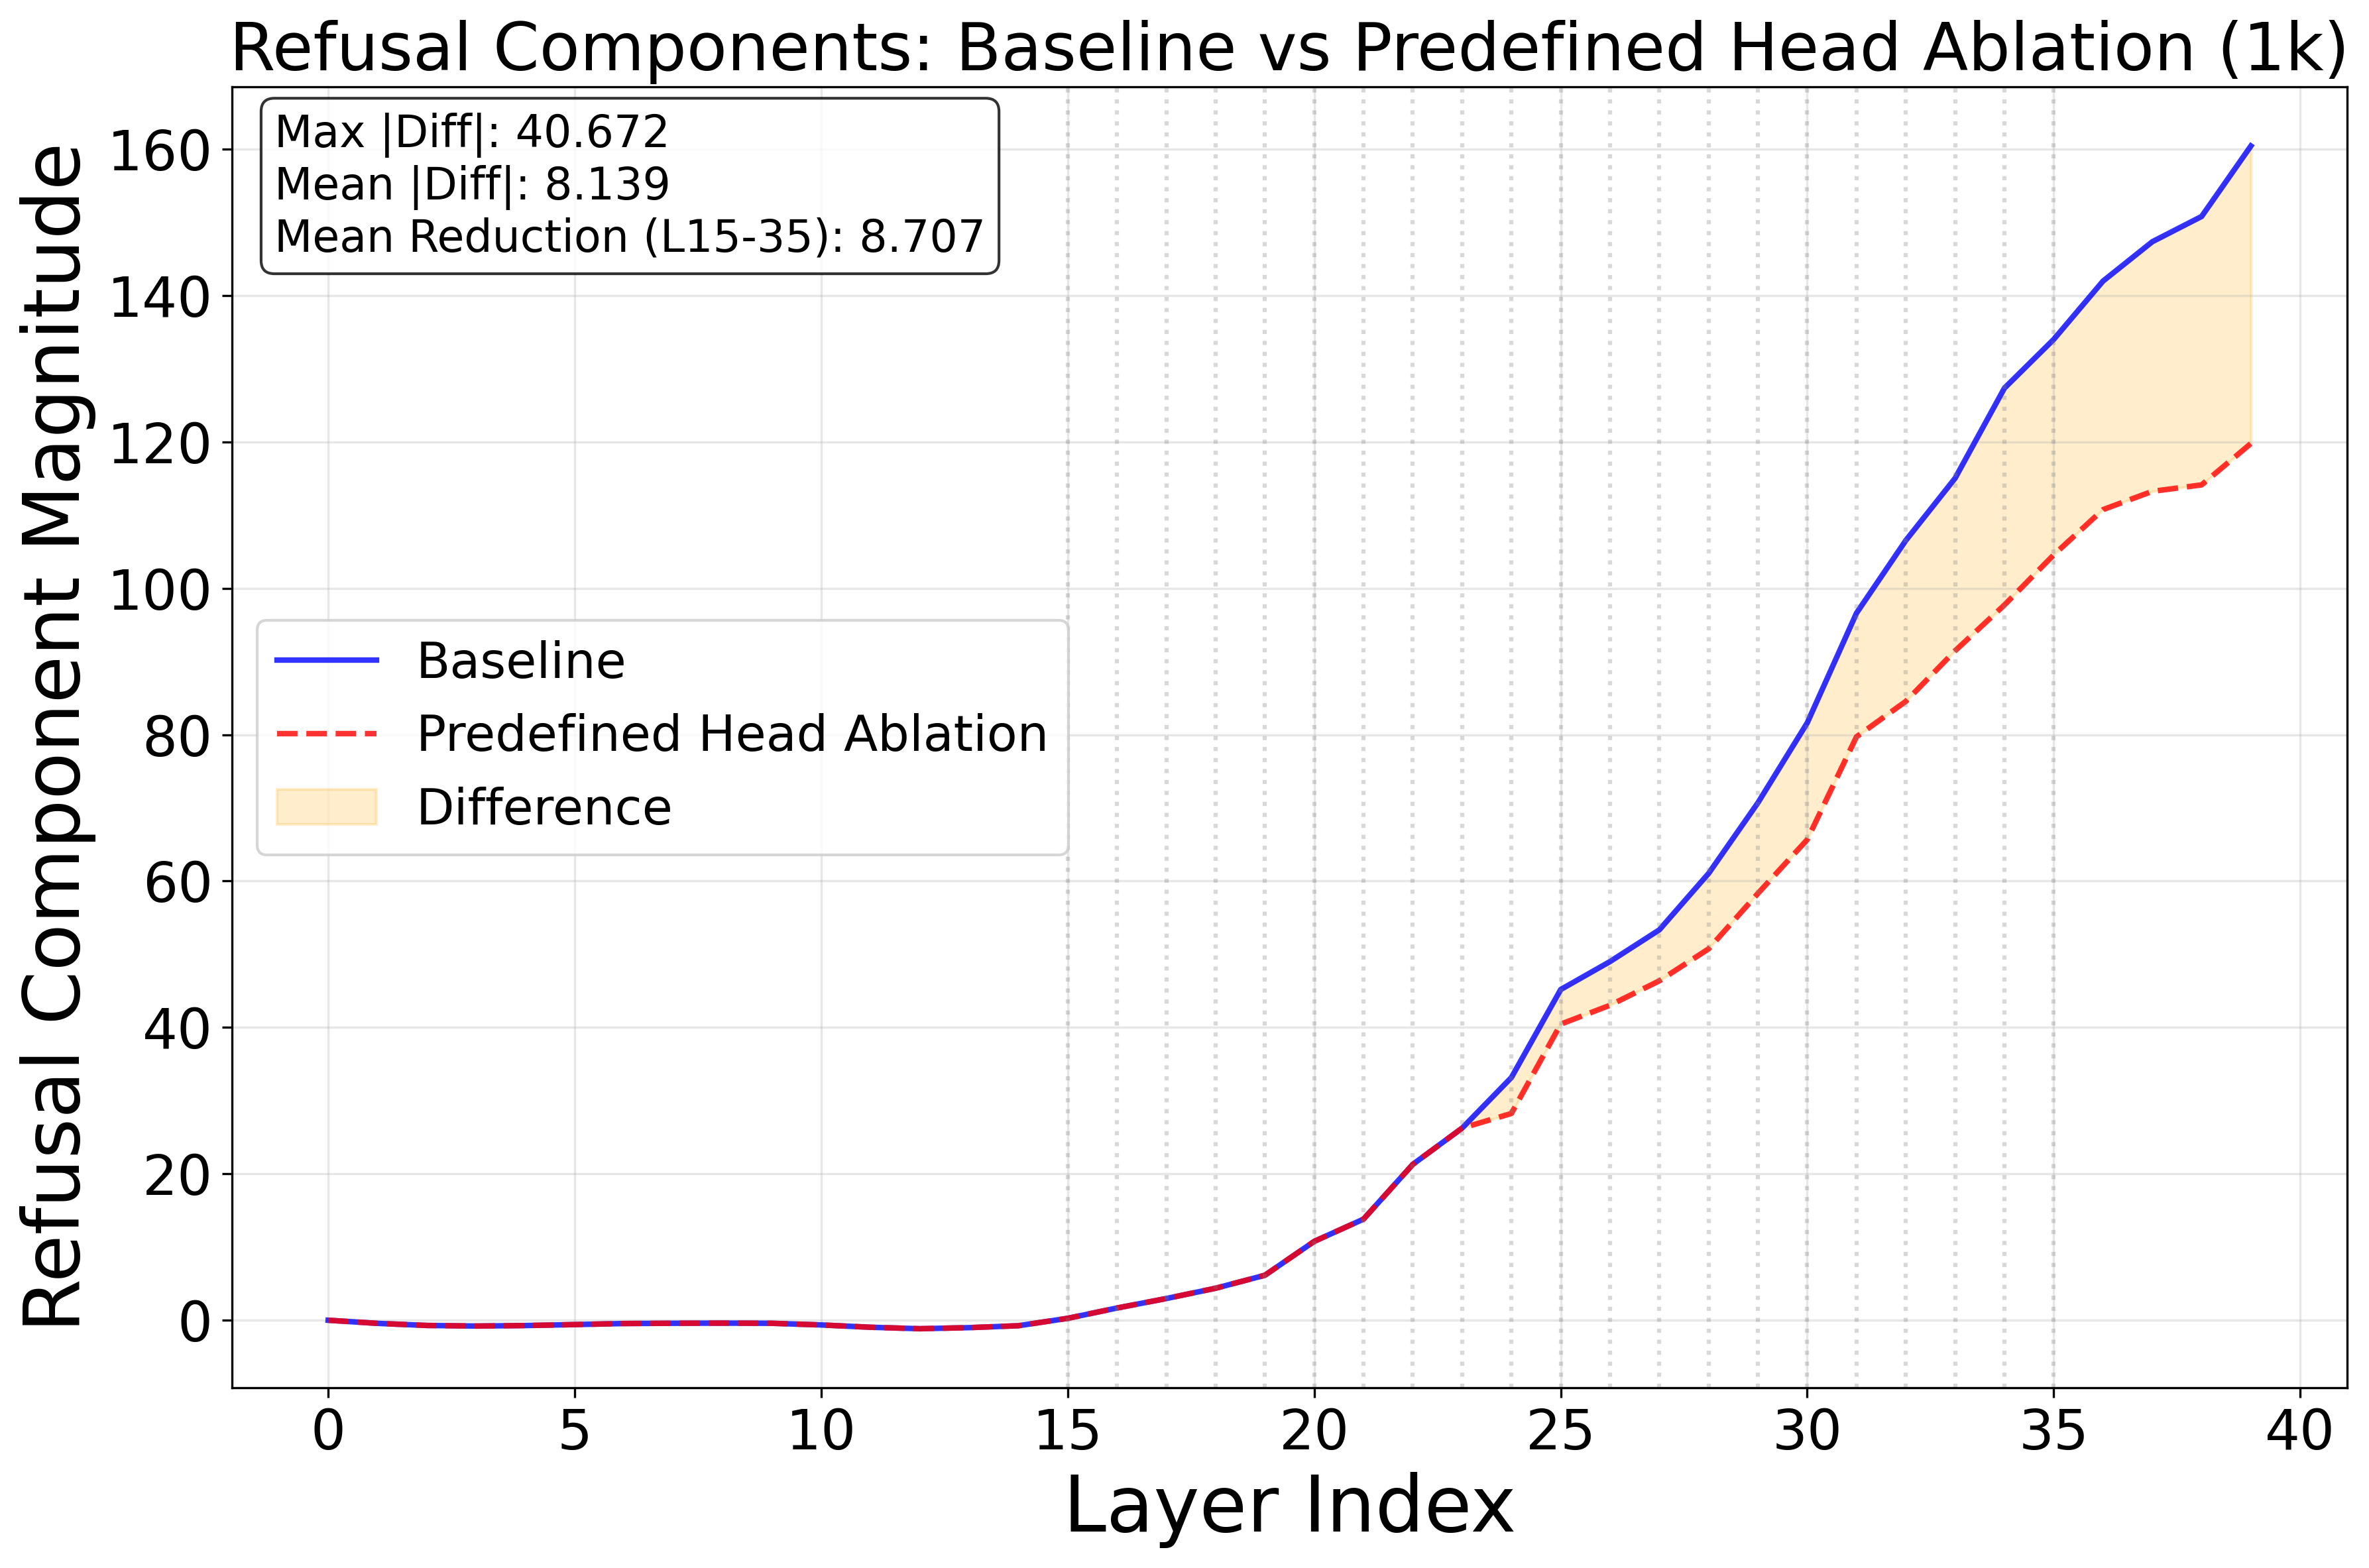 Refusal Components: Baseline vs Predefined Head Ablation (1k)
Max |Diff|: 40.672
Mean |Diff|: 8.139
Mean Reduction (L15-35): 8.707
Refusal Component Magnitude
160
140
120
100
80
60
40
20
0
Baseline
Predefined Head Ablation
Difference
0 5 10 15 20 25 30 35 40
Layer Index